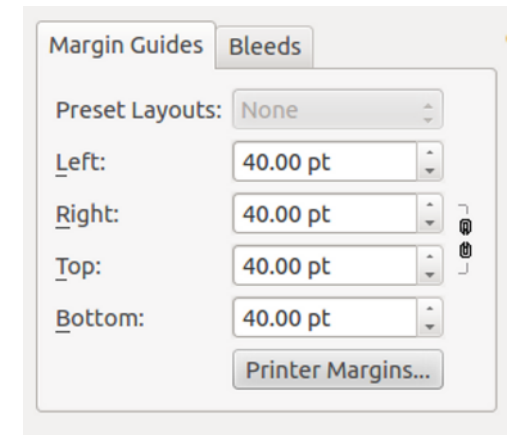 Margin Guides Bleeds
Preset Layouts: None
Left: 40.00 pt
Right: 40.00 pt
Top: 40.00 pt
Bottom: 40.00 pt
Printer Margins...